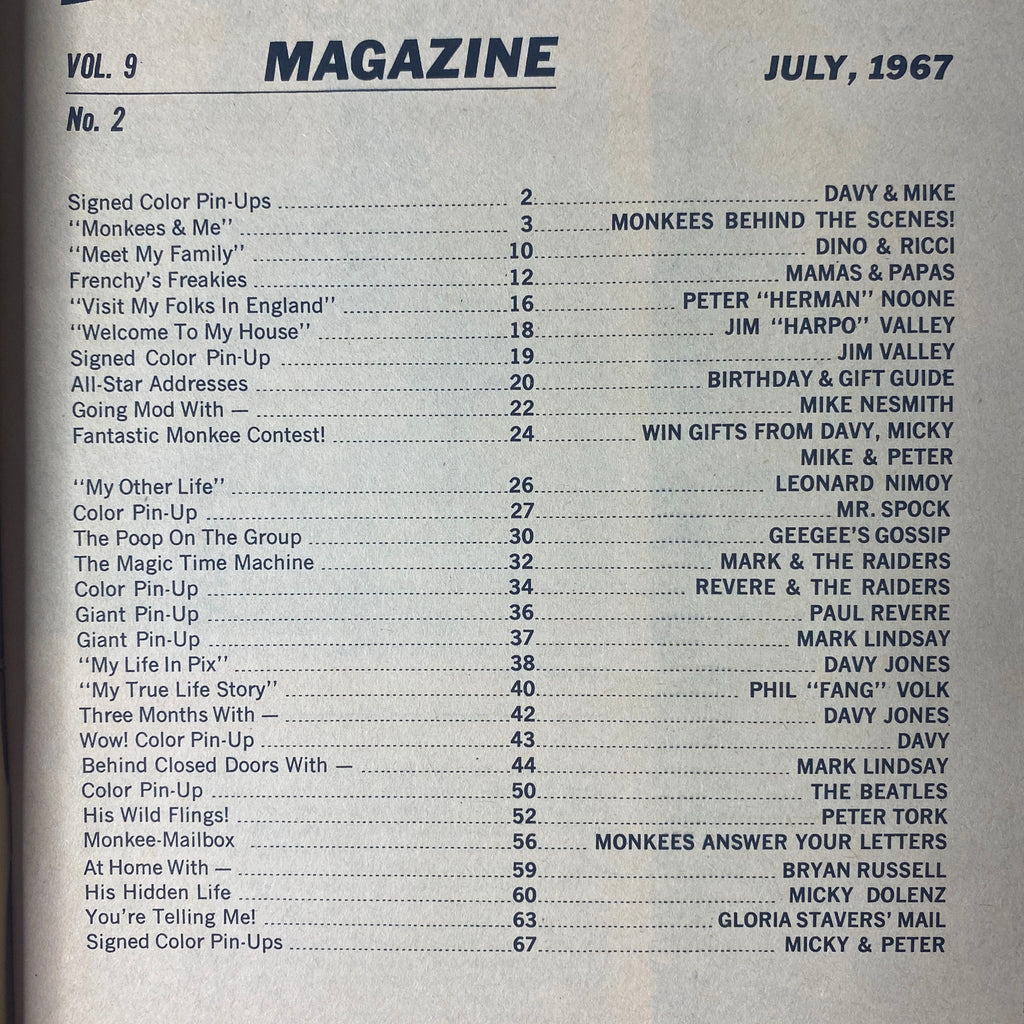 MAGAZINE
VOL. 9
JULY, 1967
No. 2
Signed Color Pin-Ups 2 DAVY & MIKE
"Monkees & Me" 3 MONKEES BEHIND THE SCENES!
"Meet My Family" 10 DINO & RICCI
Frenchy's Freakies 12 MAMAS & PAPAS
"Visit My Folks In England" 16 PETER "HERMAN" NOONE
"Welcome To My House" 18 JIM "HARPO" VALLEY
Signed Color Pin-Up 19 JIM VALLEY
All-Star Addresses 20 BIRTHDAY & GIFT GUIDE
Going Mod With — 22 MIKE NESMITH
Fantastic Monkee Contest! 24 WIN GIFTS FROM DAVY, MICKY
MIKE & PETER
"My Other Life" 26 LEONARD NIMOY
Color Pin-Up 27 MR. SPOCK
The Poop On The Group 30 GEEGEE'S GOSSIP
The Magic Time Machine 32 MARK & THE RAIDERS
Color Pin-Up 34 REVERE & THE RAIDERS
Giant Pin-Up 36 PAUL REVERE
Giant Pin-Up 37 MARK LINDSAY
"My Life In Pix" 38 DAVY JONES
"My True Life Story" 40 PHIL "FANG" VOLK
Three Months With — 42 DAVY JONES
Wow! Color Pin-Up 43 DAVY
Behind Closed Doors With — 44 MARK LINDSAY
Color Pin-Up 50 THE BEATLES
His Wild Flings! 52 PETER TORK
Monkee-Mailbox 56 MONKEES ANSWER YOUR LETTERS
At Home With — 59 BRYAN RUSSELL
His Hidden Life 60 MICKY DOLENZ
You're Telling Me! 63 GLORIA STAVERS' MAIL
Signed Color Pin-Ups 67 MICKY & PETER